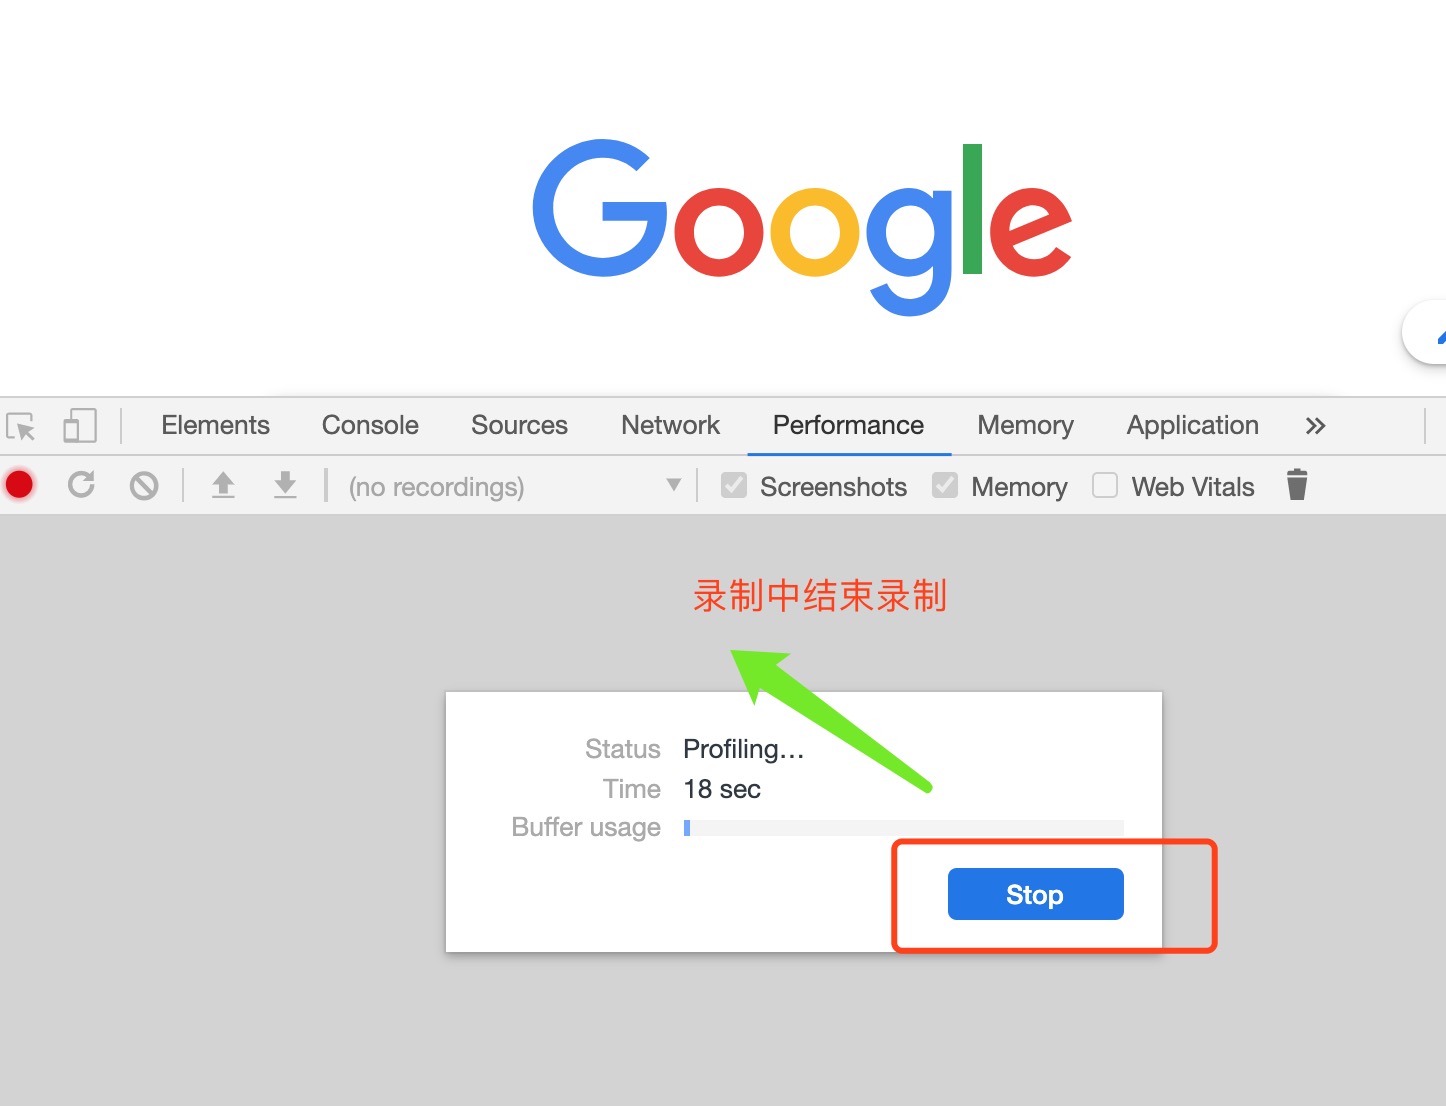 Google
Elements Console Sources Network Performance Memory Application
(no recordings) Screenshots Memory Web Vitals
录制中结束录制
Status Profiling...
Time 18 sec
Buffer usage
Stop